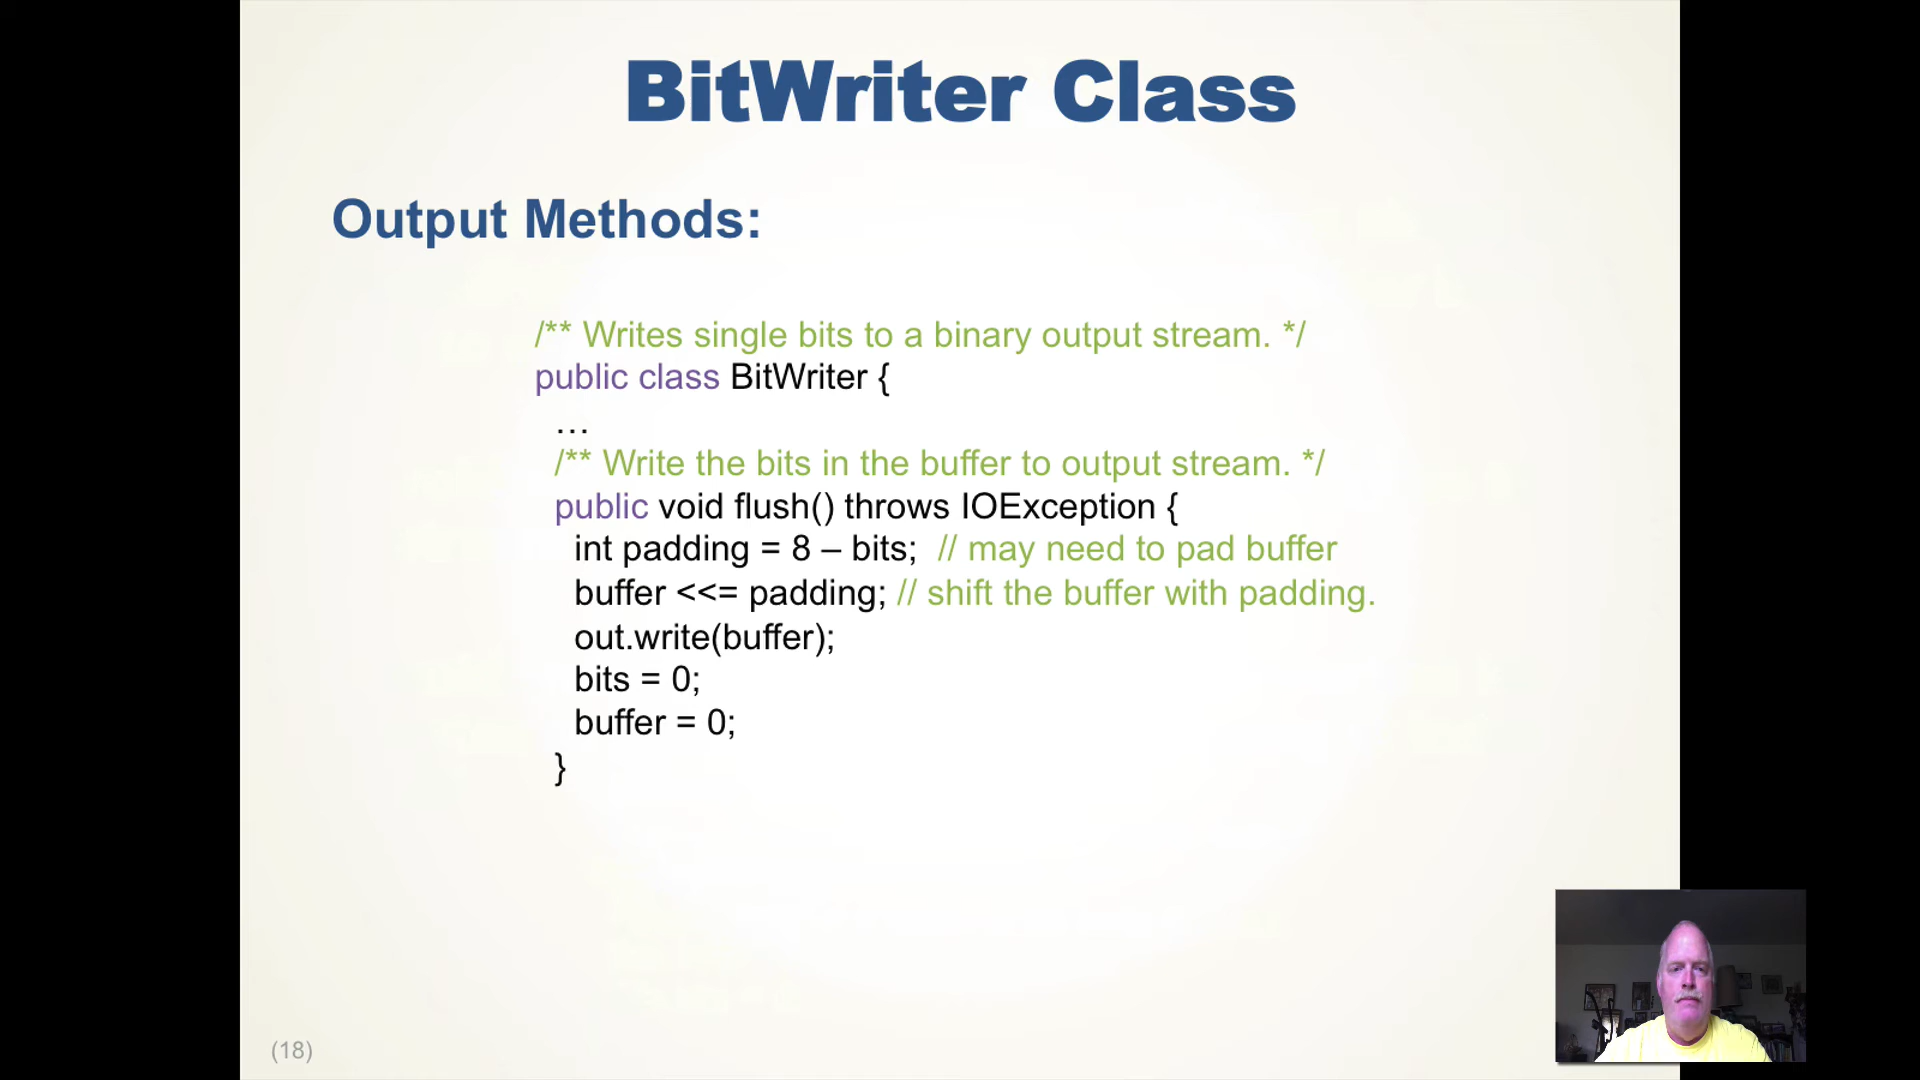 BitWriter Class
Output Methods:
/** Writes single bits to a binary output stream. */
public class BitWriter {
…
/** Write the bits in the buffer to output stream. */
public void flush() throws IOException {
int padding = 8 – bits;  // may need to pad buffer
buffer <<= padding; // shift the buffer with padding.
out.write(buffer);
bits = 0;
buffer = 0;
}
(18)